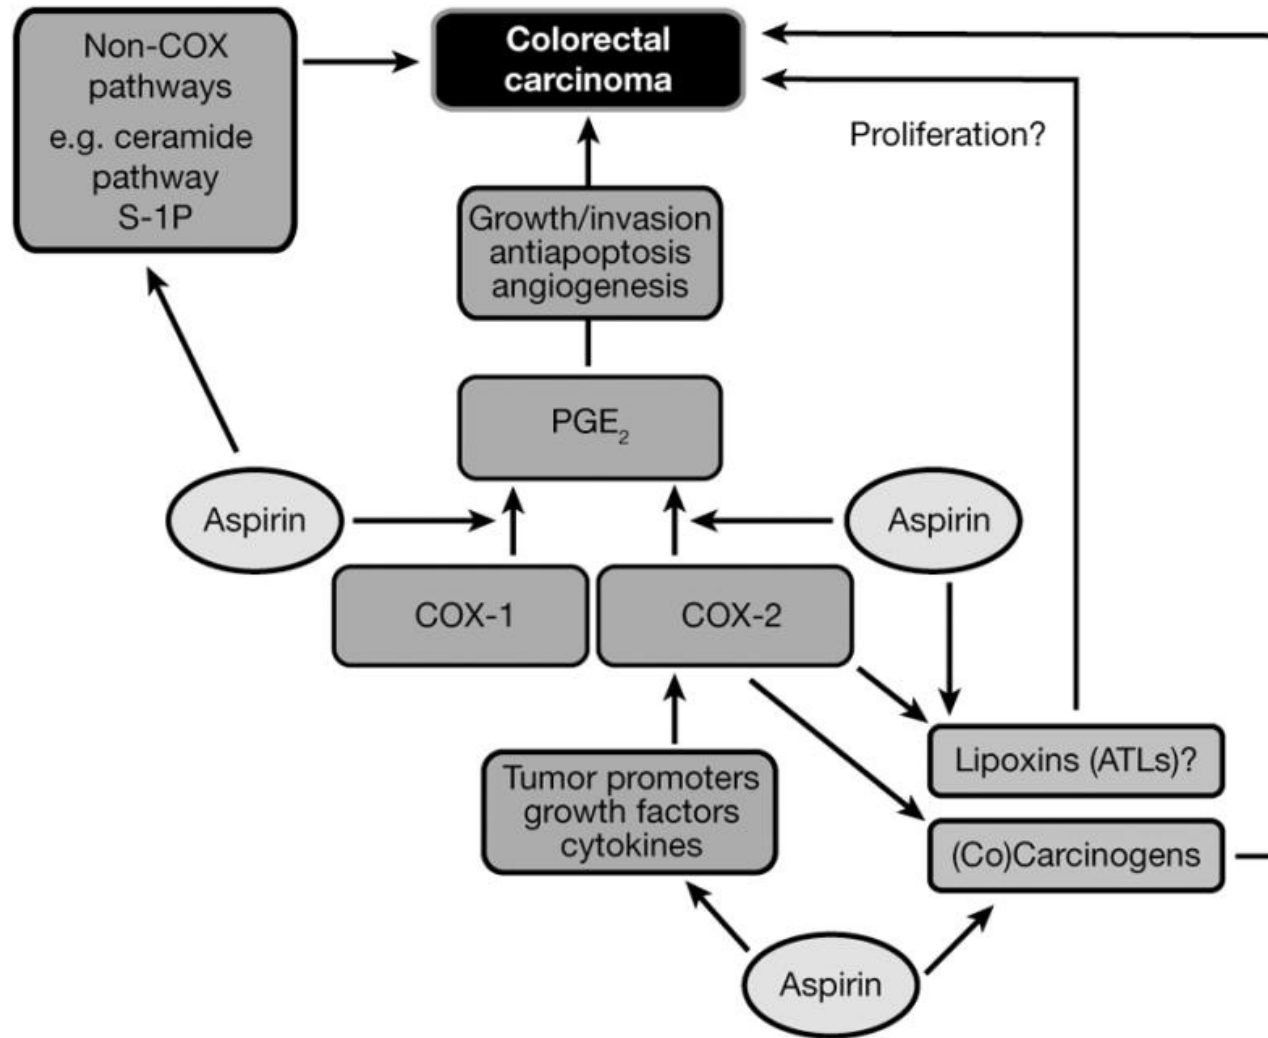 Non-COX
pathways
e.g. ceramide
pathway
S-1P
Colorectal
carcinoma
Proliferation?
Growth/invasion
antiapoptosis
angiogenesis
PGE₂
Aspirin
Aspirin
COX-1
COX-2
Tumor promoters
growth factors
cytokines
Lipoxins (ATLs)?
(Co)Carcinogens
Aspirin